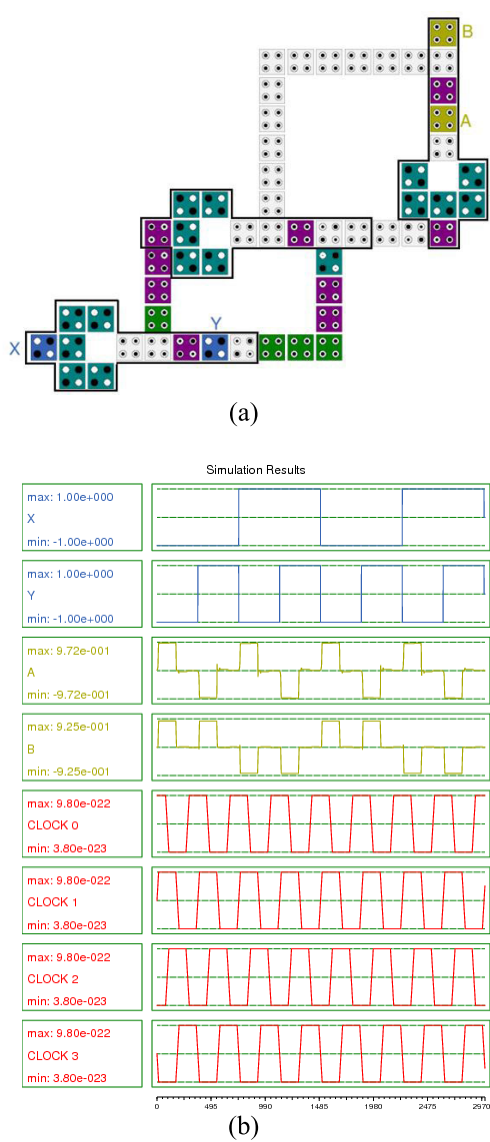 B
A
Y
X
(a)
Simulation Results
max: 1.00e+000
X
min: -1.00e+000
max: 1.00e+000
Y
min: -1.00e+000
max: 9.72e-001
A
min: -9.72e-001
max: 9.25e-001
B
min: -9.25e-001
max: 9.80e-022
CLOCK 0
min: 3.80e-023
max: 9.80e-022
CLOCK 1
min: 3.80e-023
max: 9.80e-022
CLOCK 2
min: 3.80e-023
max: 9.80e-022
CLOCK 3
min: 3.80e-023
0 495 990 1485 1980 2475 2970
(b)